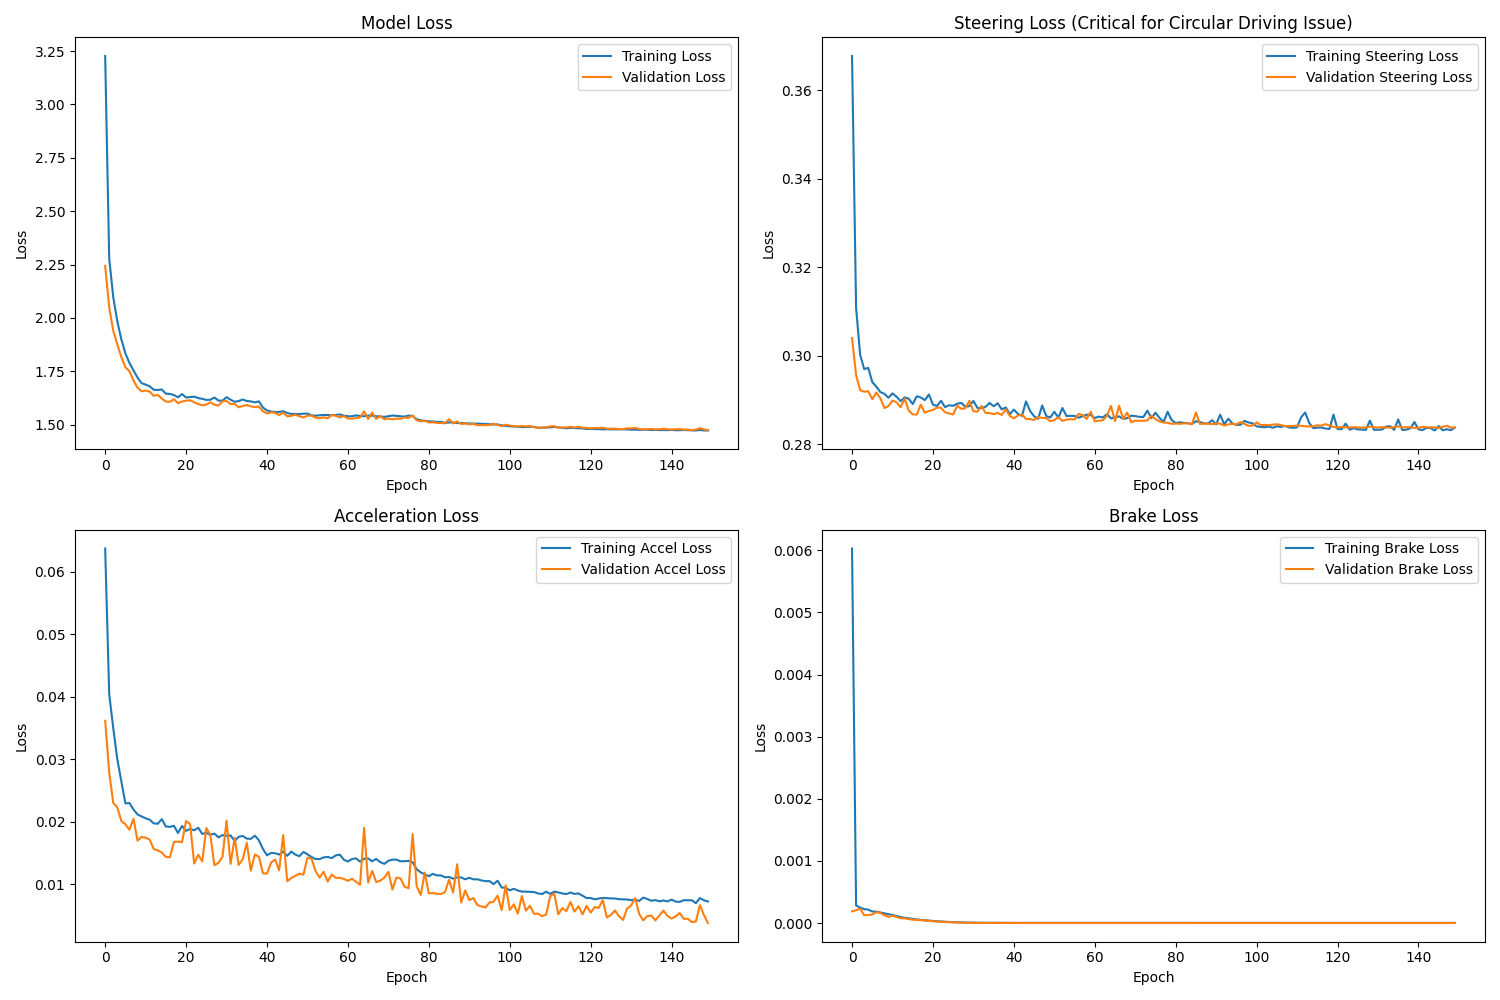 Model Loss
3.25
3.00
2.75
2.50
2.25
2.00
1.75
1.50
Loss
0 20 40 60 80 100 120 140
Epoch
Training Loss
Validation Loss
Steering Loss (Critical for Circular Driving Issue)
0.36
0.34
0.32
0.30
0.28
Loss
0 20 40 60 80 100 120 140
Epoch
Training Steering Loss
Validation Steering Loss
Acceleration Loss
0.06
0.05
0.04
0.03
0.02
0.01
Loss
0 20 40 60 80 100 120 140
Epoch
Training Accel Loss
Validation Accel Loss
Brake Loss
0.006
0.005
0.004
0.003
0.002
0.001
0.000
Loss
0 20 40 60 80 100 120 140
Epoch
Training Brake Loss
Validation Brake Loss